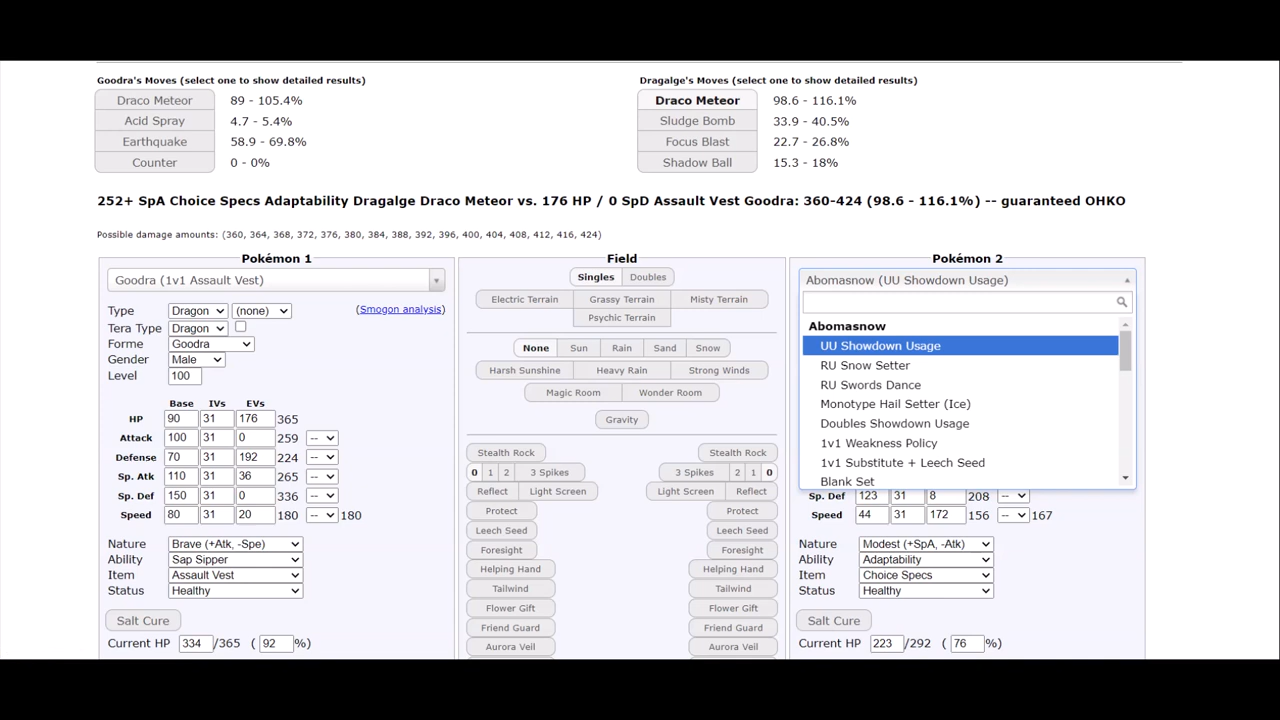 Goodra's Moves (select one to show detailed results)
Draco Meteor 89 - 105.4%
Acid Spray 4.7 - 5.4%
Earthquake 58.9 - 69.8%
Counter 0 - 0%
Dragalge's Moves (select one to show detailed results)
Draco Meteor 98.6 - 116.1%
Sludge Bomb 33.9 - 40.5%
Focus Blast 22.7 - 26.8%
Shadow Ball 15.3 - 18%
252+ SpA Choice Specs Adaptability Dragalge Draco Meteor vs. 176 HP / 0 SpD Assault Vest Goodra: 360-424 (98.6 - 116.1%) -- guaranteed OHKO
Possible damage amounts: (360, 364, 368, 372, 376, 380, 384, 388, 392, 396, 400, 404, 408, 412, 416, 424)
Pokémon 1
Goodra (1v1 Assault Vest)
Type Dragon (none) (Smogon analysis)
Tera Type Dragon
Forme Goodra
Gender Male
Level 100
Base IVs EVs
HP 90 31 176 365
Attack 100 31 0 259 --
Defense 70 31 192 224 --
Sp. Atk 110 31 36 265 --
Sp. Def 150 31 0 336 --
Speed 80 31 20 180 -- 180
Nature Brave (+Atk, -Spe)
Ability Sap Sipper
Item Assault Vest
Status Healthy
Salt Cure
Current HP 334 /365 ( 92 %)
Field
Singles Doubles
Electric Terrain Grassy Terrain Misty Terrain
Psychic Terrain
None Sun Rain Sand Snow
Harsh Sunshine Heavy Rain Strong Winds
Magic Room Wonder Room
Gravity
Stealth Rock Stealth Rock
0 1 2 3 Spikes 3 Spikes 2 1 0
Reflect Light Screen Light Screen Reflect
Protect Protect
Leech Seed Leech Seed
Foresight Foresight
Helping Hand Helping Hand
Tailwind Tailwind
Flower Gift Flower Gift
Friend Guard Friend Guard
Aurora Veil Aurora Veil
Pokémon 2
Abomasnow (UU Showdown Usage)
Abomasnow
UU Showdown Usage
RU Snow Setter
RU Swords Dance
Monotype Hail Setter (Ice)
Doubles Showdown Usage
1v1 Weakness Policy
1v1 Substitute + Leech Seed
Blank Set
Sp. Def 123 31 8 208 --
Speed 44 31 172 156 -- 167
Nature Modest (+SpA, -Atk)
Ability Adaptability
Item Choice Specs
Status Healthy
Salt Cure
Current HP 223 /292 ( 76 %)